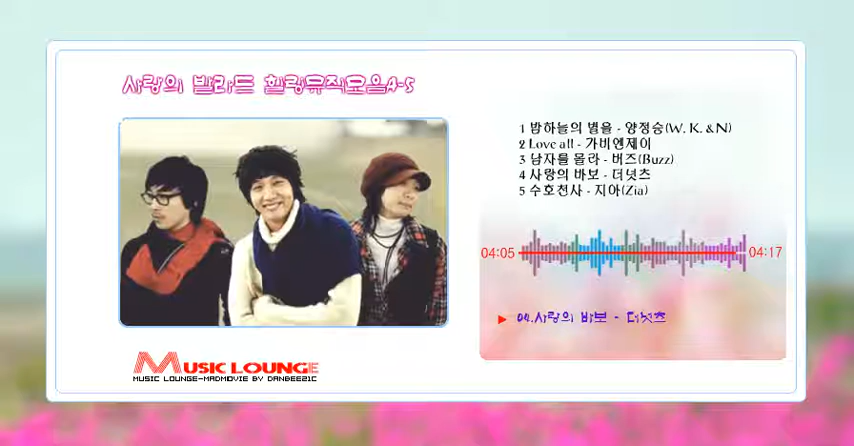 사랑의 발라드 힐링뮤직모음4-5
1 밤하늘의 별을 - 양정승(W. K. & N)
2 Love all - 가비엔제이
3 남자를 몰라 - 버즈(Buzz)
4 사랑의 바보 - 더넛츠
5 수호천사 - 지아(Zia)
04:05
04:17
▶ 04.사랑의 바보 - 더넛츠
MUSIC LOUNGE
MUSIC LOUNGE-MADMOVIE BY DANBEE21C